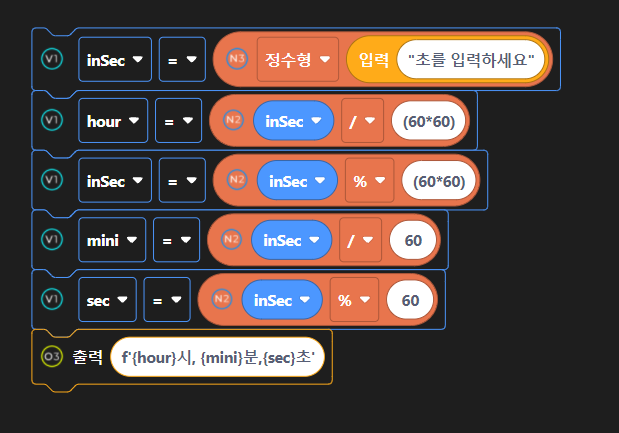 V1 inSec = N3 정수형 입력 "초를 입력하세요"
V1 hour = N2 inSec / (60*60)
V1 inSec = N2 inSec % (60*60)
V1 mini = N2 inSec / 60
V1 sec = N2 inSec % 60
O3 출력 f'{hour}시, {mini}분,{sec}초'